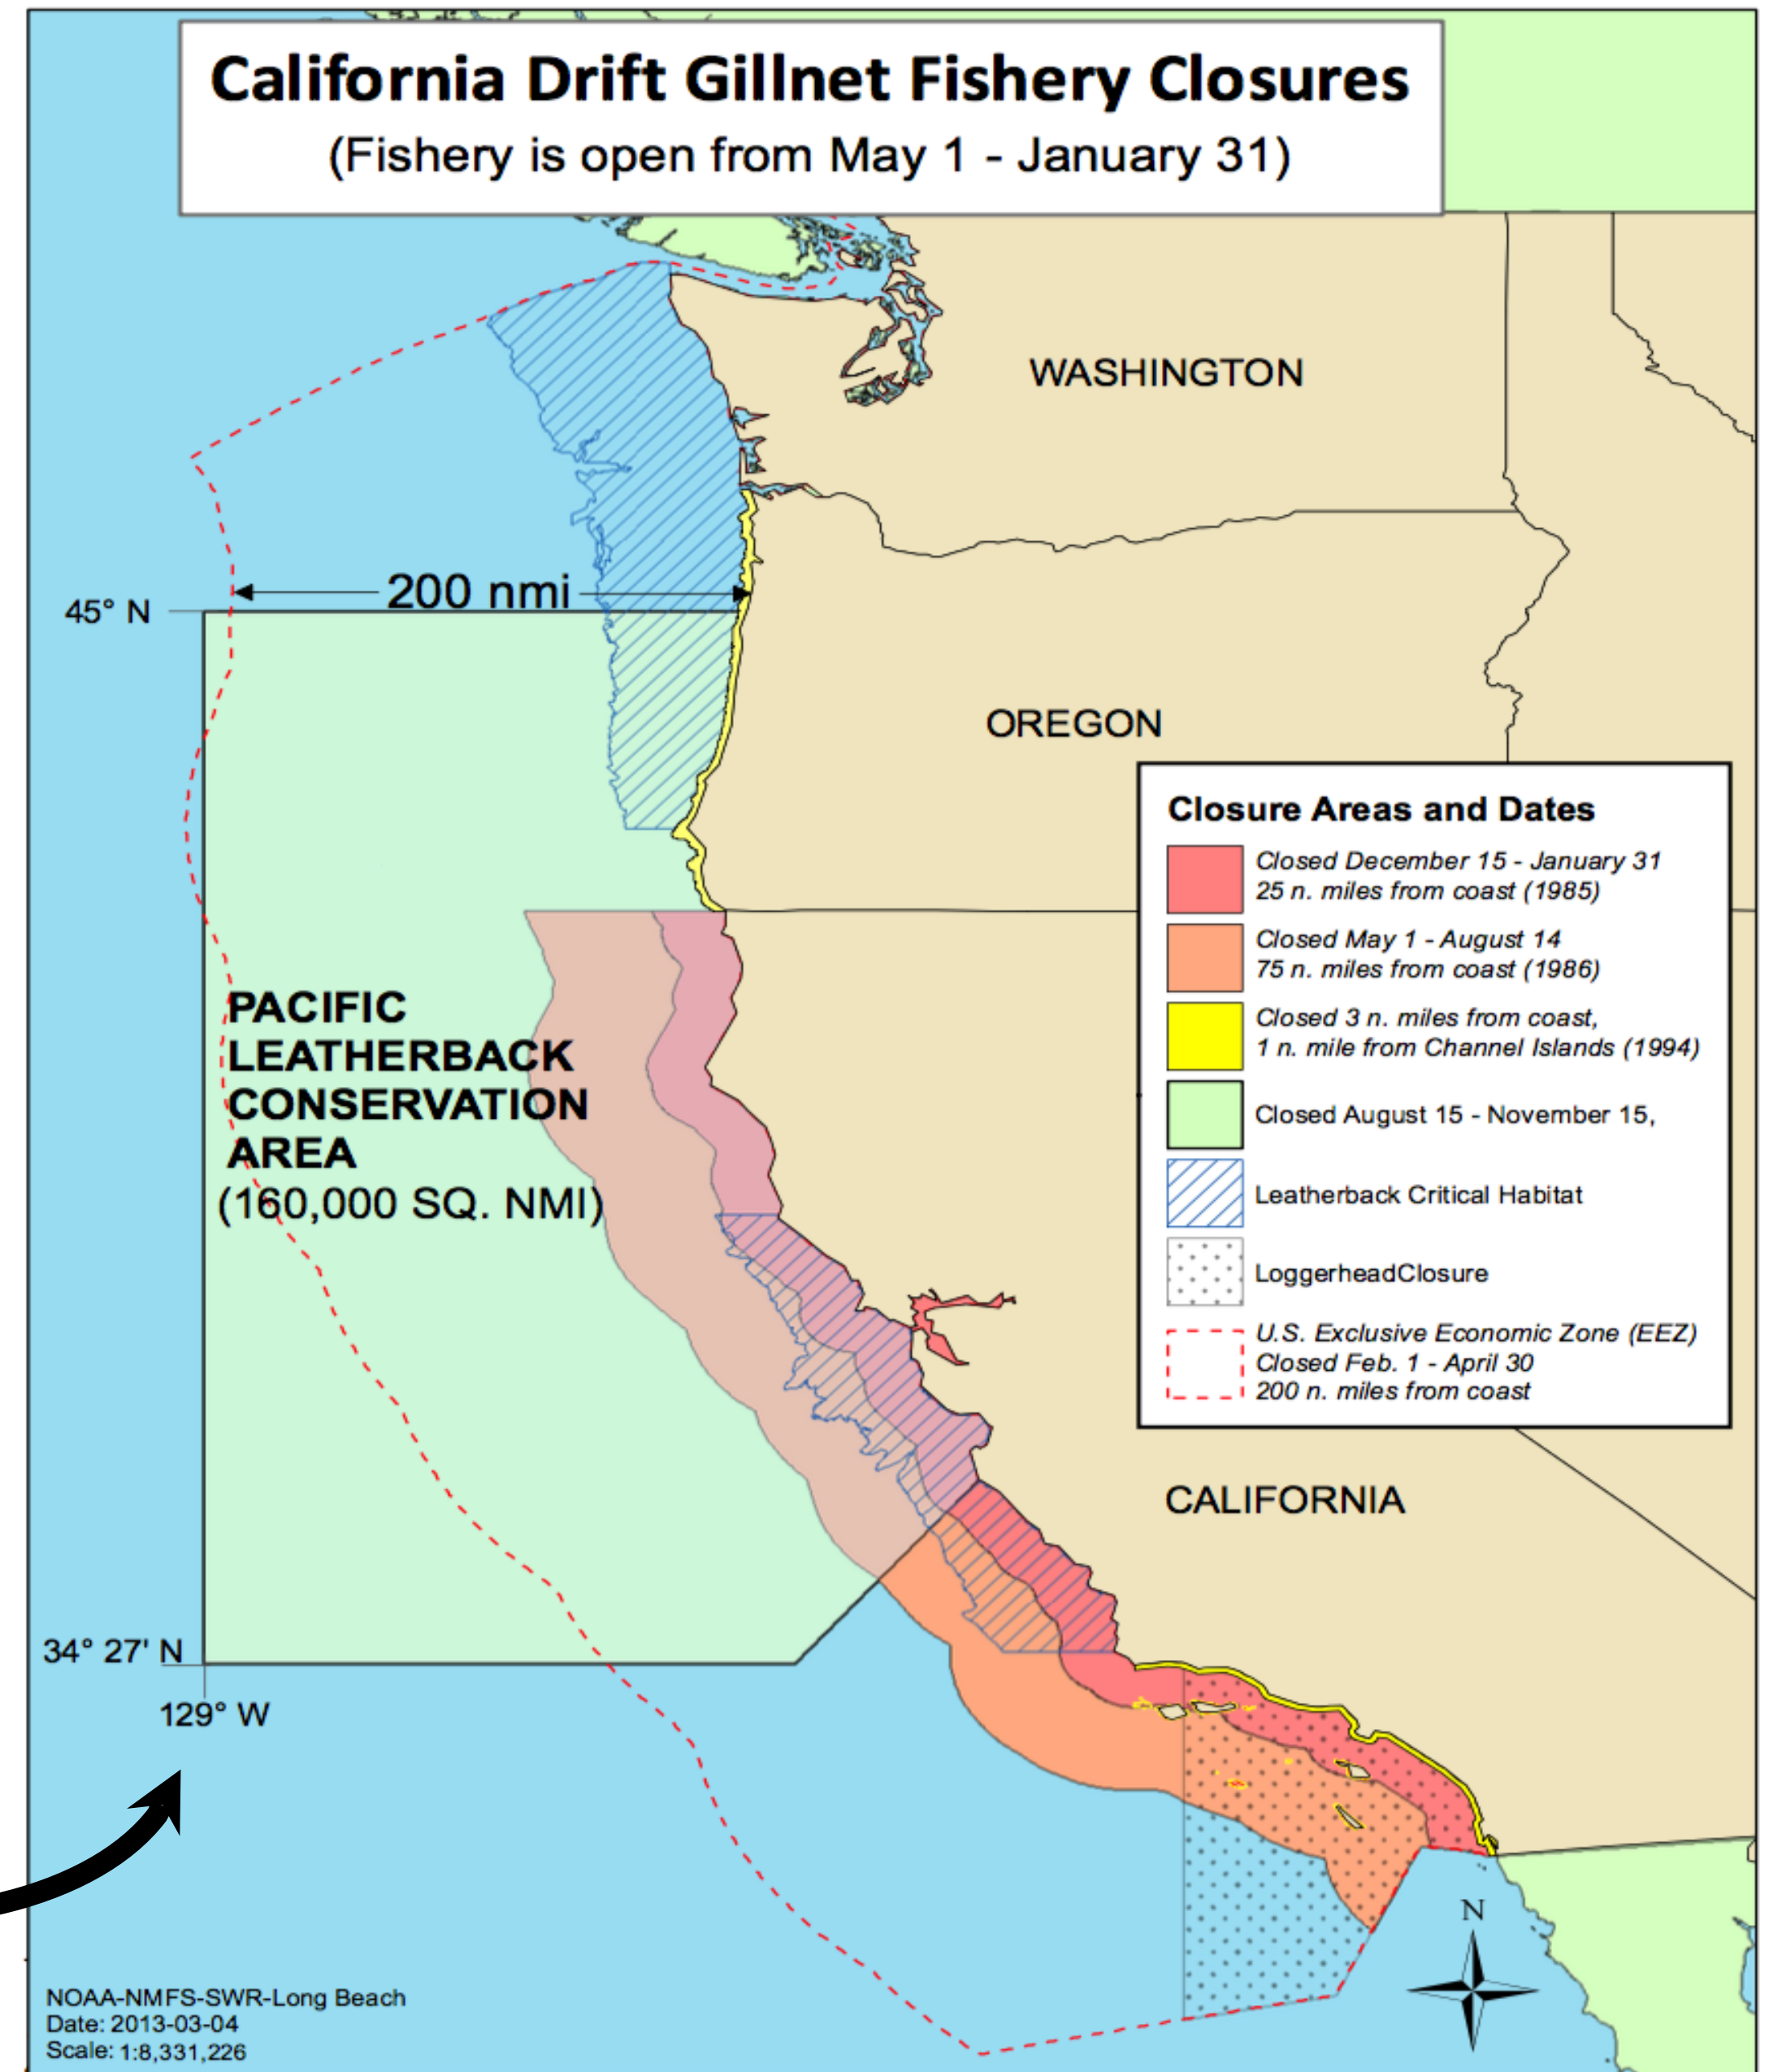 California Drift Gillnet Fishery Closures
(Fishery is open from May 1 - January 31)
WASHINGTON
200 nmi
45° N
OREGON
Closure Areas and Dates
Closed December 15 - January 31
25 n. miles from coast (1985)
Closed May 1 - August 14
75 n. miles from coast (1986)
Closed 3 n. miles from coast,
1 n. mile from Channel Islands (1994)
Closed August 15 - November 15,
Leatherback Critical Habitat
LoggerheadClosure
U.S. Exclusive Economic Zone (EEZ)
Closed Feb. 1 - April 30
200 n. miles from coast
PACIFIC
LEATHERBACK
CONSERVATION
AREA
(160,000 SQ. NMI)
CALIFORNIA
34° 27' N
129° W
N
NOAA-NMFS-SWR-Long Beach
Date: 2013-03-04
Scale: 1:8,331,226